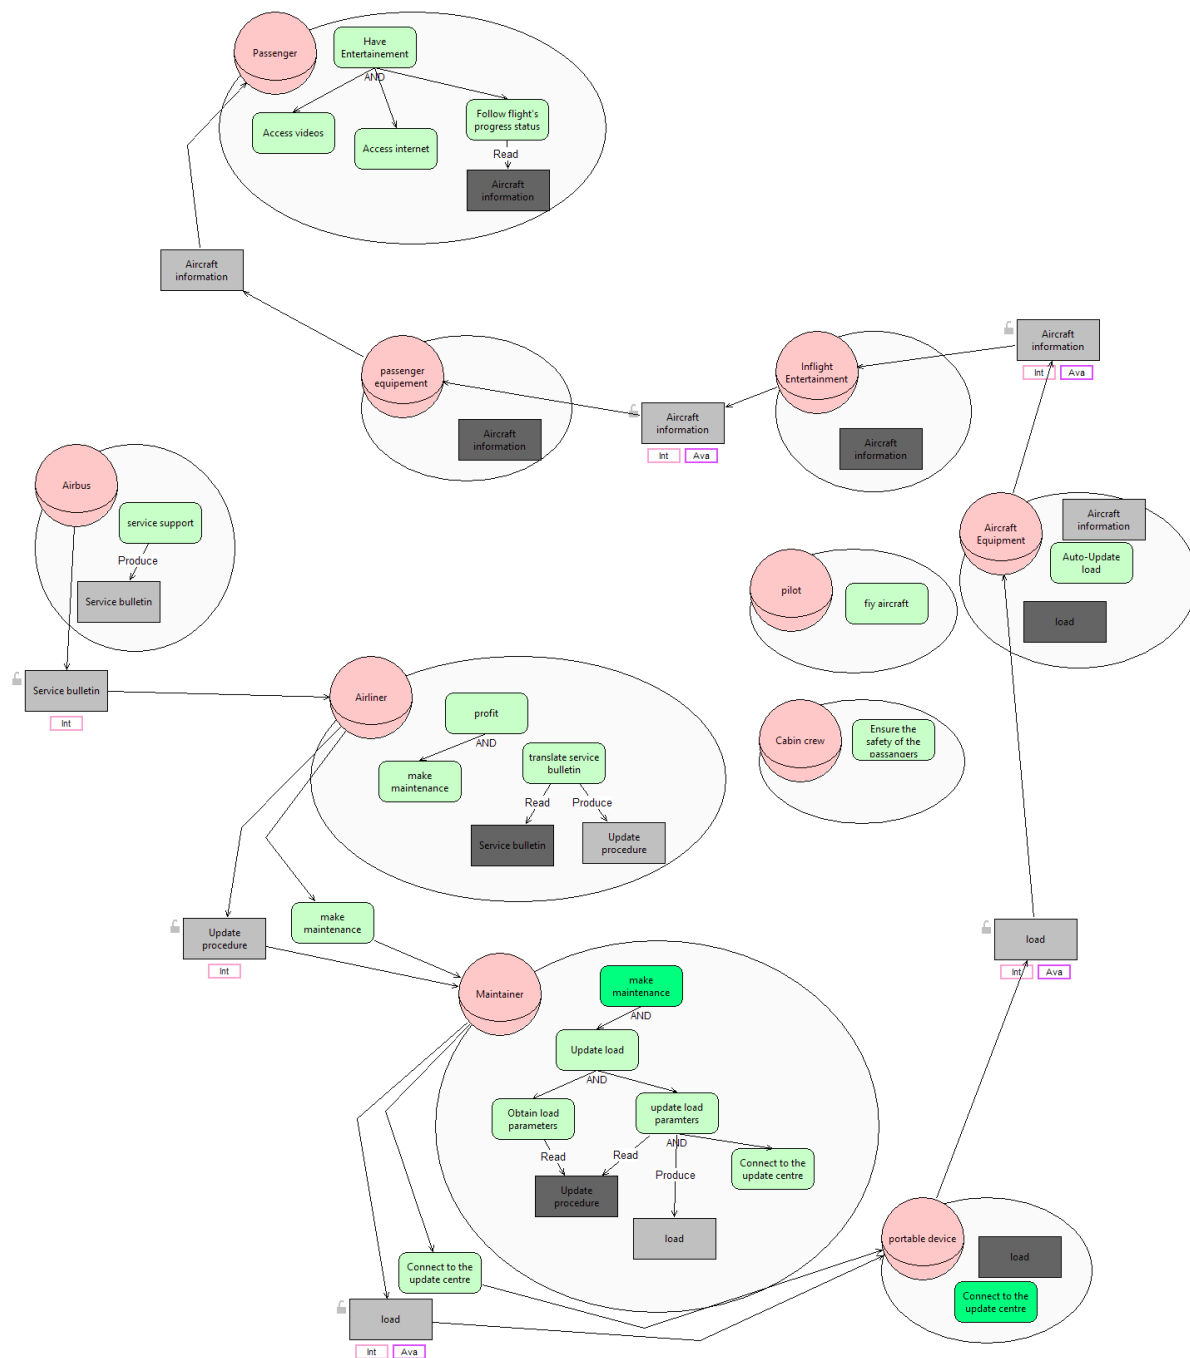 Passenger
Have
Entertainement
AND
Access videos
Access internet
Follow flight's
progress status
Read
Aircraft
information
Aircraft
information
passenger
equipement
Aircraft
information
Aircraft
information
Int
Ava
Inflight
Entertainment
Aircraft
information
Aircraft
information
Int
Ava
Airbus
service support
Produce
Service bulletin
Service bulletin
Int
Aircraft
Equipment
Aircraft
information
Auto-Update
load
load
pilot
fiy aircraft
Cabin crew
Ensure the
safety of the
passangers
Airliner
profit
AND
make
maintenance
translate service
bulletin
Read
Produce
Service bulletin
Update
procedure
Update
procedure
Int
make
maintenance
load
Int
Ava
Maintainer
make
maintenance
AND
Update load
AND
Obtain load
parameters
update load
paramters
Read
Read
AND
Produce
Connect to the
update centre
Update
procedure
load
Connect to the
update centre
load
Int
Ava
portable device
load
Connect to the
update centre